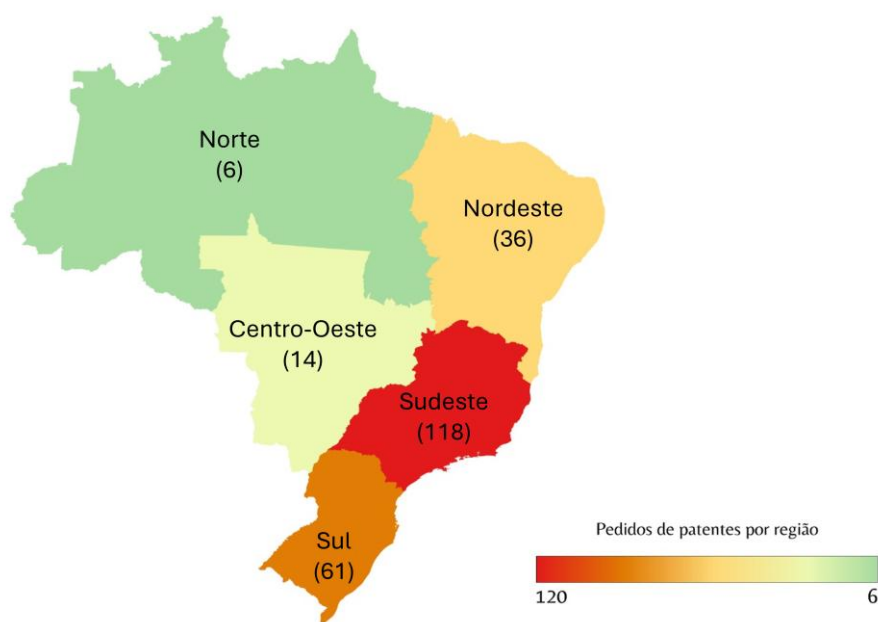 Norte
(6)
Nordeste
(36)
Centro-Oeste
(14)
Sudeste
(118)
Sul
(61)
Pedidos de patentes por região
120 6